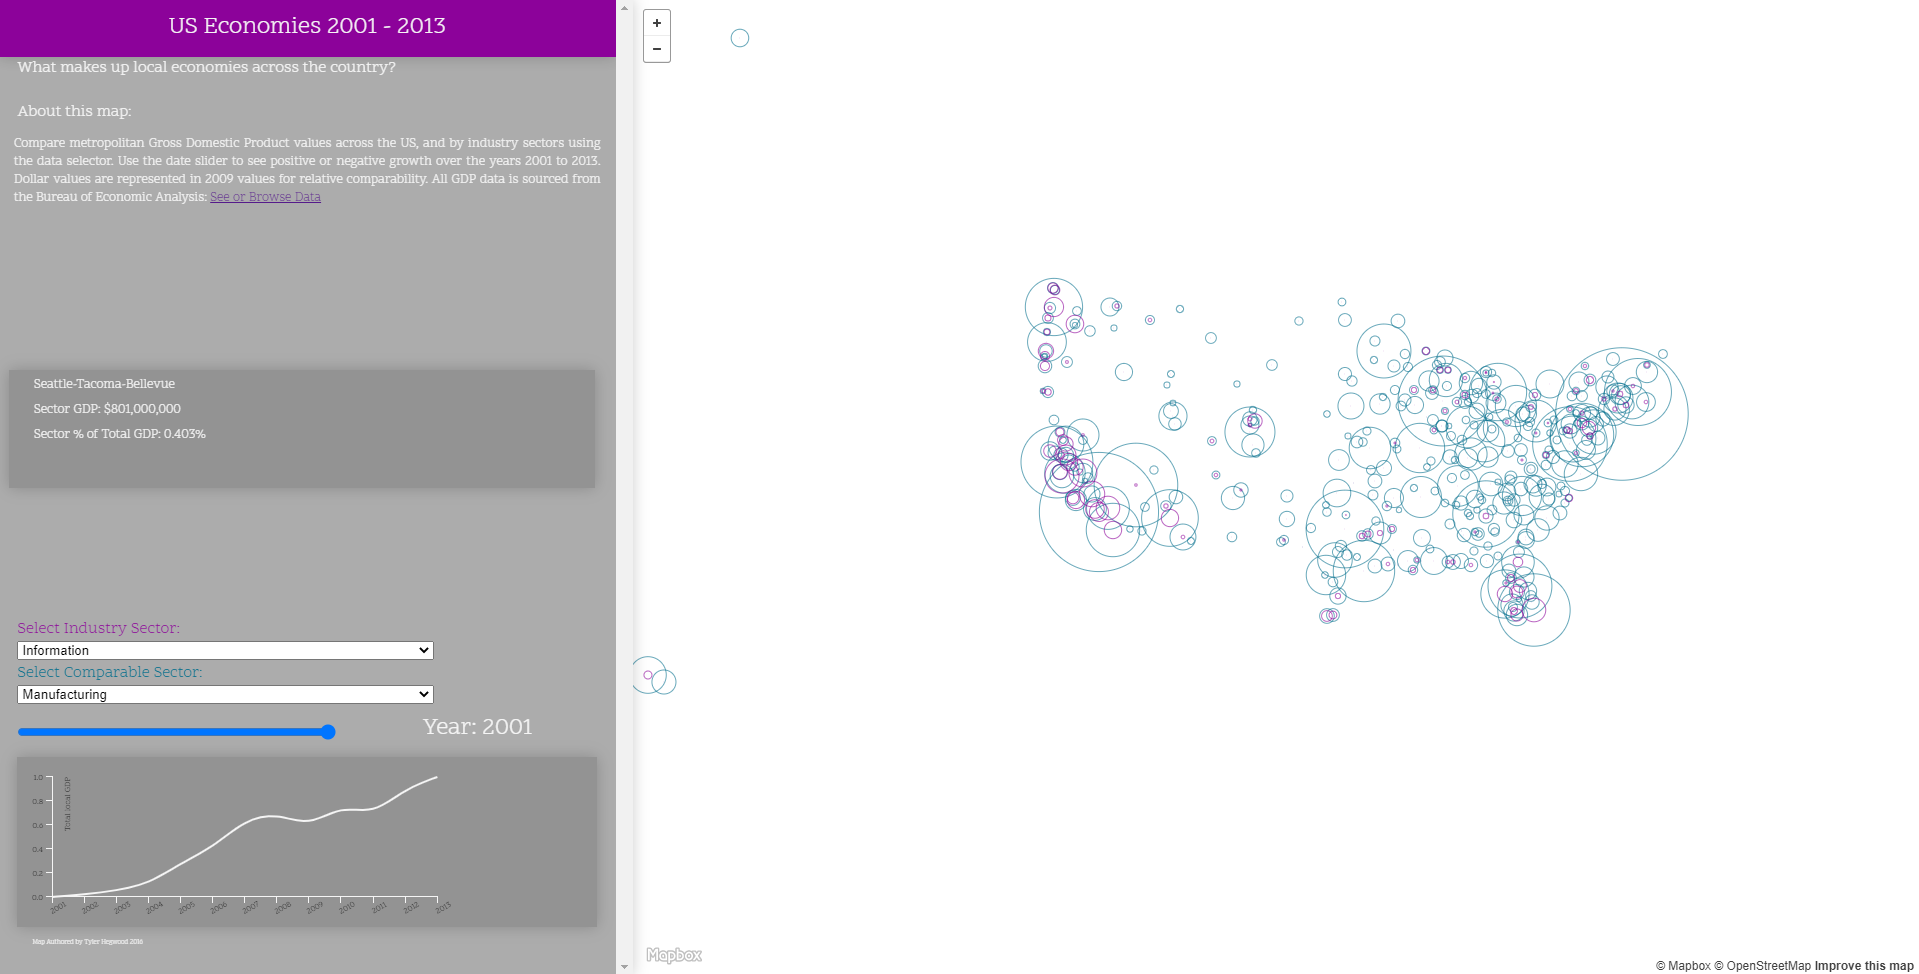 US Economies 2001 - 2013
What makes up local economies across the country?
About this map:
Compare metropolitan Gross Domestic Product values across the US, and by industry sectors using
the data selector. Use the date slider to see positive or negative growth over the years 2001 to 2013.
Dollar values are represented in 2009 values for relative comparability. All GDP data is sourced from
the Bureau of Economic Analysis: See or Browse Data
Seattle-Tacoma-Bellevue
Sector GDP: $801,000,000
Sector % of Total GDP: 0.403%
Select Industry Sector:
Information
Select Comparable Sector:
Manufacturing
Year: 2001
1.0
0.8
0.6
0.4
0.2
0.0
Total local GDP
2001 2002 2003 2004 2005 2006 2007 2008 2009 2010 2011 2012 2013
Map Authored by Tyler Hegwood 2016
+
−
Mapbox
© Mapbox © OpenStreetMap Improve this map